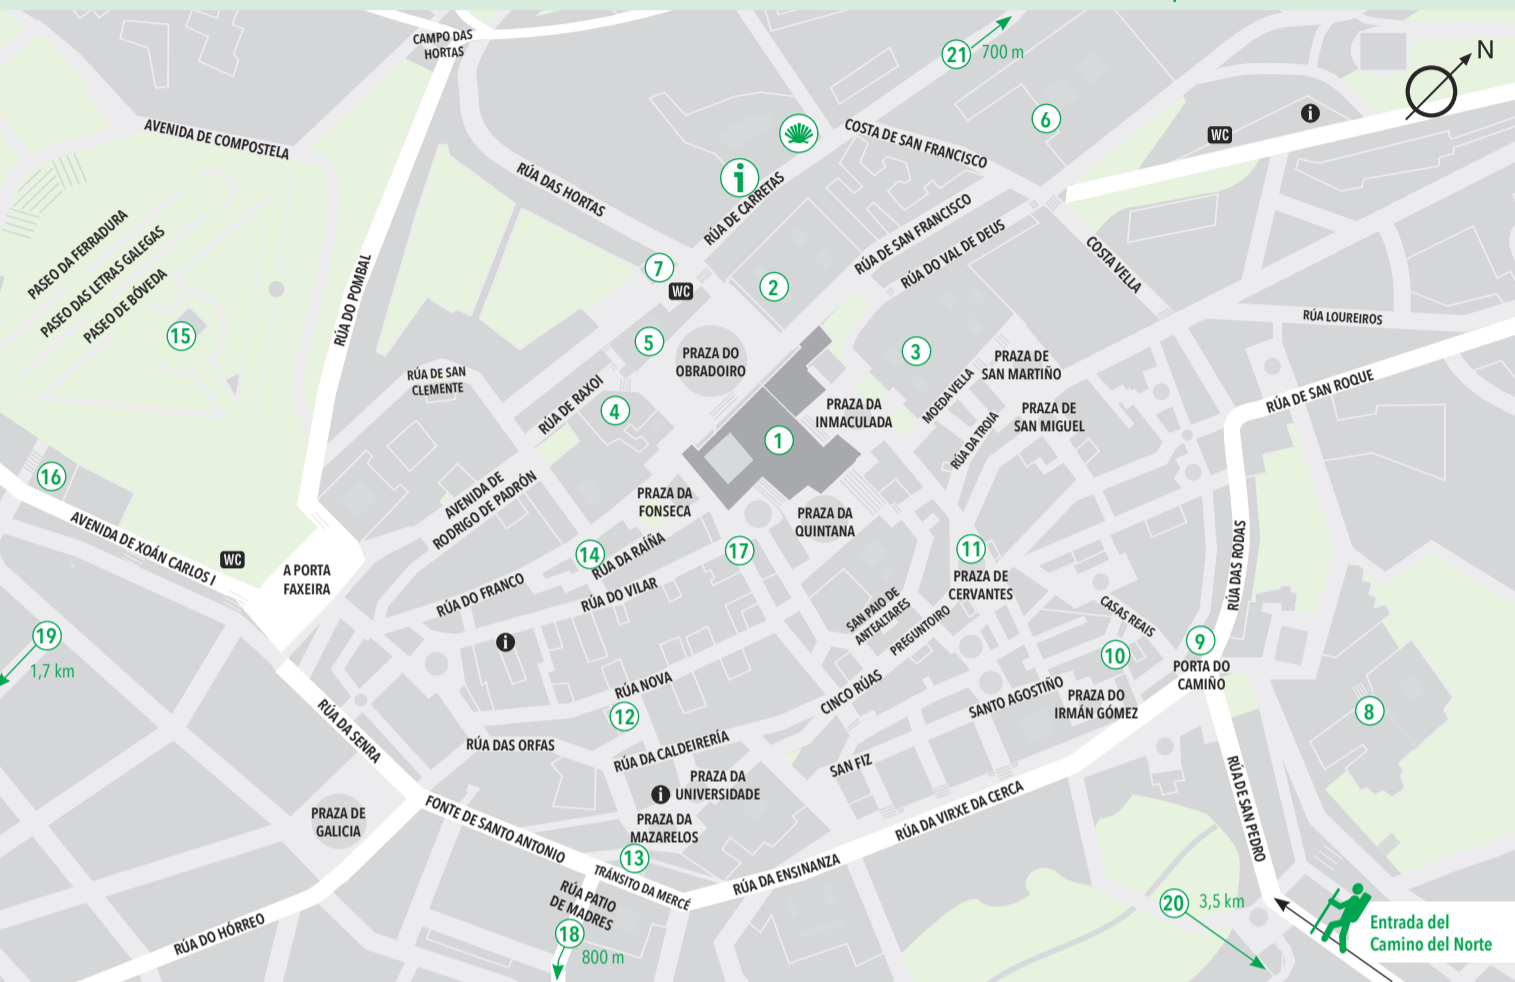 21
700 m
N
CAMPO DAS
HORTAS
6
i
WC
AVENIDA DE COMPOSTELA
COSTA DE SAN FRANCISCO
i
RÚA DAS HORTAS
RÚA DE CARRETAS
RÚA DE SAN FRANCISCO
RÚA DO VAL DE DEUS
COSTA VELLA
PASEO DA FERRADURA
PASEO DAS LETRAS GALEGAS
PASEO DE BÓVEDA
RÚA DO POMBAL
7
WC
2
15
5
PRAZA DO
OBRADOIRO
3
RÚA LOUREIROS
PRAZA DE
SAN MARTIÑO
RÚA DE SAN
CLEMENTE
RÚA DE RAXOI
4
MOEDA VELLA
RÚA DE SAN ROQUE
PRAZA DA
INMACULADA
PRAZA DE
SAN MIGUEL
RÚA DA TROIA
1
16
AVENIDA DE
RODRIGO DE PADRÓN
PRAZA DA
FONSECA
PRAZA DA
QUINTANA
AVENIDA DE XOÁN CARLOS I
WC
A PORTA
FAXEIRA
14
RÚA DA RAÍÑA
17
11
PRAZA DE
CERVANTES
RÚA DAS RODAS
RÚA DO FRANCO
RÚA DO VILAR
SAN PAIO DE
ANTEALTARES
PREGUNTOIRO
CASAS REAIS
19
1,7 km
i
10
9
PORTA DO
CAMIÑO
RÚA NOVA
CINCO RÚAS
SANTO AGOSTIÑO
PRAZA DO
IRMÁN GÓMEZ
8
12
RÚA DA SENRA
RÚA DAS ORFAS
RÚA DA CALDEIRERÍA
SAN FIZ
PRAZA DA
UNIVERSIDADE
i
RÚA DE SAN PEDRO
PRAZA DE
GALICIA
FONTE DE SANTO ANTONIO
PRAZA DA
MAZARELOS
RÚA DA VIRXE DA CERCA
13
TRÁNSITO DA MERCÉ
RÚA DA ENSINANZA
RÚA PATIO
DE MADRES
20
3,5 km
RÚA DO HÓRREO
18
800 m
Entrada del
Camino del Norte